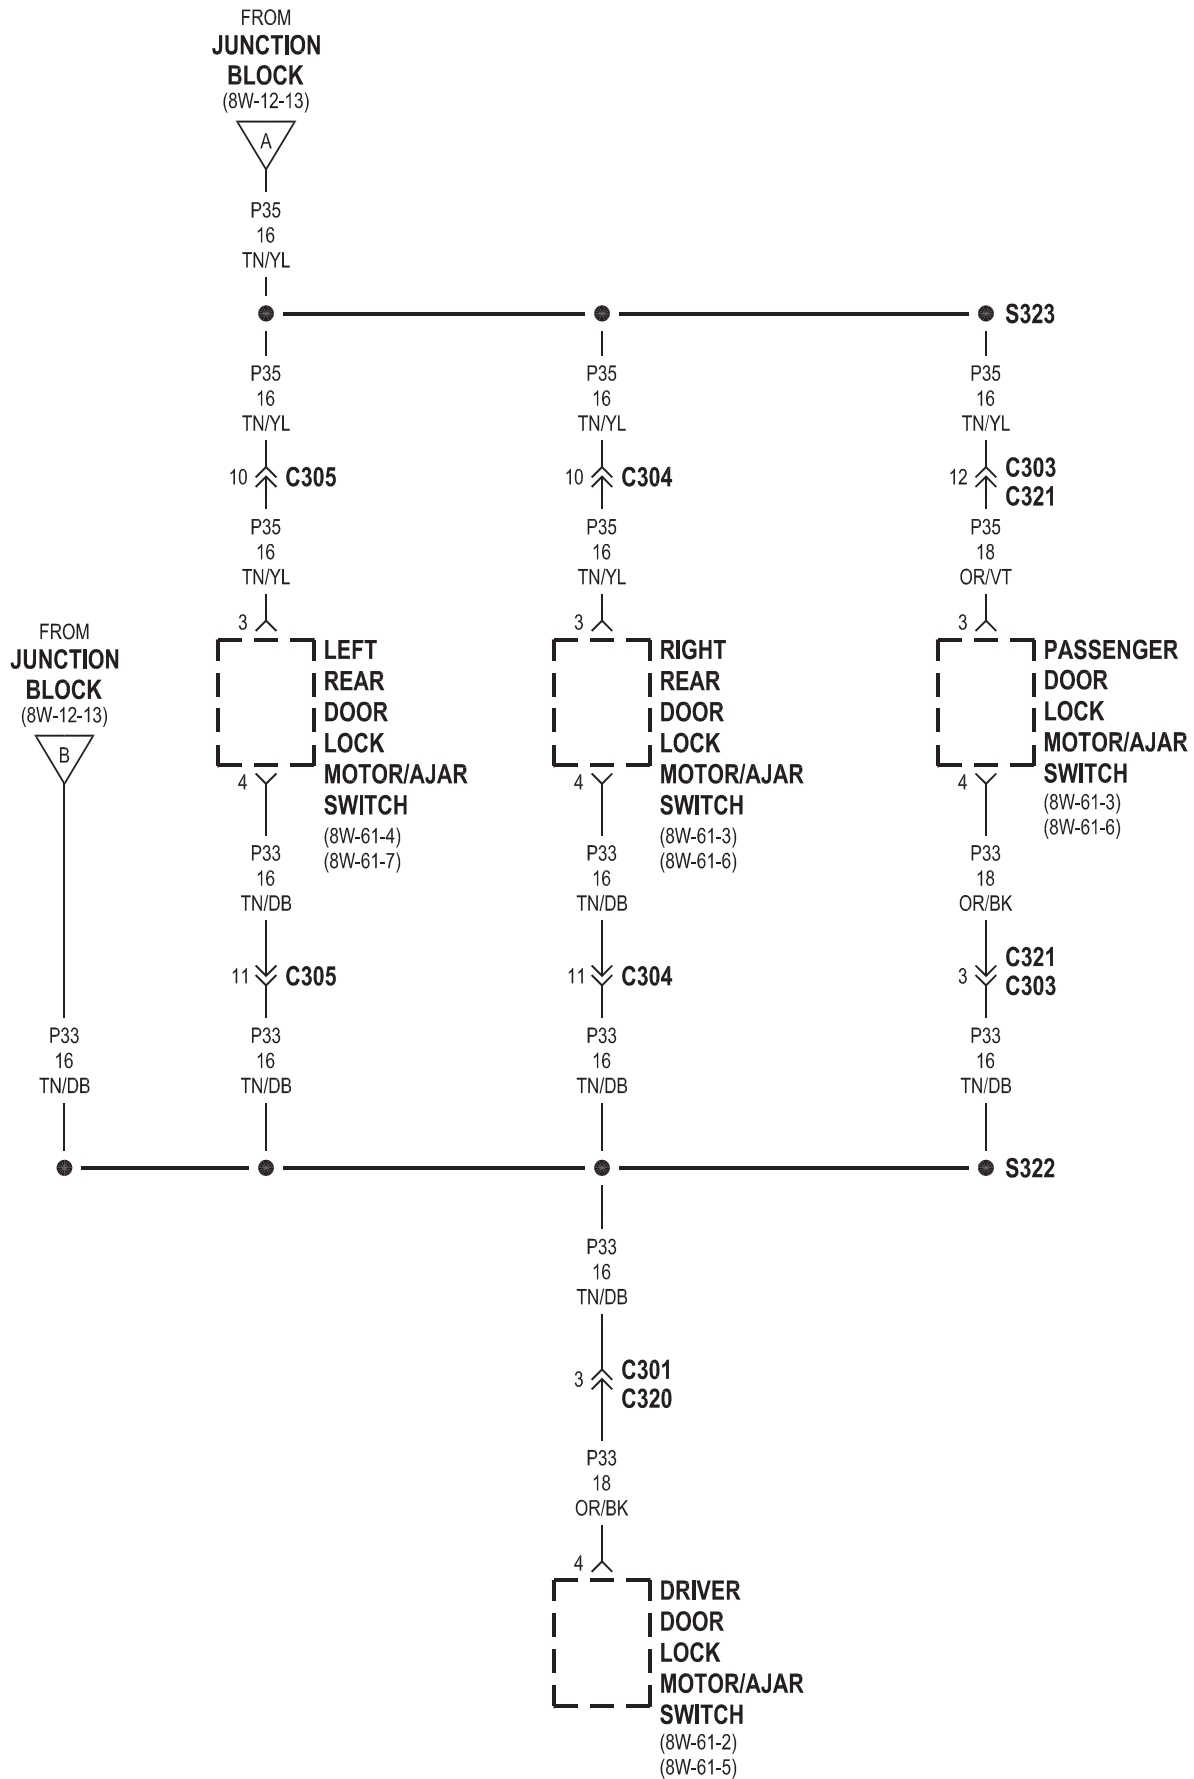 FROM
JUNCTION
BLOCK
(8W-12-13)
A
P35
16
TN/YL
S323
P35
16
TN/YL
P35
16
TN/YL
P35
16
TN/YL
10
C305
10
C304
12
C303
C321
P35
16
TN/YL
P35
16
TN/YL
P35
18
OR/VT
3
3
3
FROM
JUNCTION
BLOCK
(8W-12-13)
B
LEFT
REAR
DOOR
LOCK
MOTOR/AJAR
SWITCH
(8W-61-4)
(8W-61-7)
RIGHT
REAR
DOOR
LOCK
MOTOR/AJAR
SWITCH
(8W-61-3)
(8W-61-6)
PASSENGER
DOOR
LOCK
MOTOR/AJAR
SWITCH
(8W-61-3)
(8W-61-6)
4
4
4
P33
16
TN/DB
P33
16
TN/DB
P33
18
OR/BK
11
C305
11
C304
3
C321
C303
P33
16
TN/DB
P33
16
TN/DB
P33
16
TN/DB
P33
16
TN/DB
S322
P33
16
TN/DB
3
C301
C320
P33
18
OR/BK
4
DRIVER
DOOR
LOCK
MOTOR/AJAR
SWITCH
(8W-61-2)
(8W-61-5)